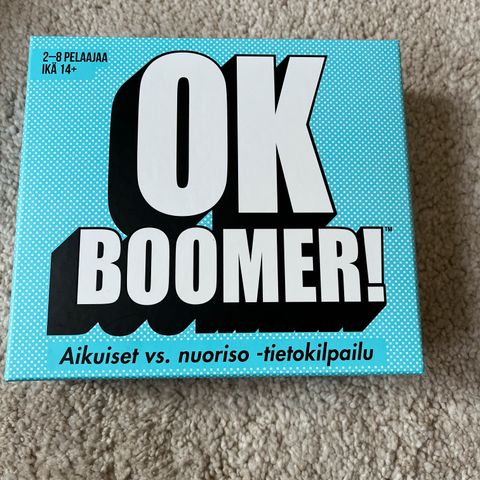 2–8 PELAAJAA
IKÄ 14+
OK
BOOMER!™
Aikuiset vs. nuoriso -tietokilpailu